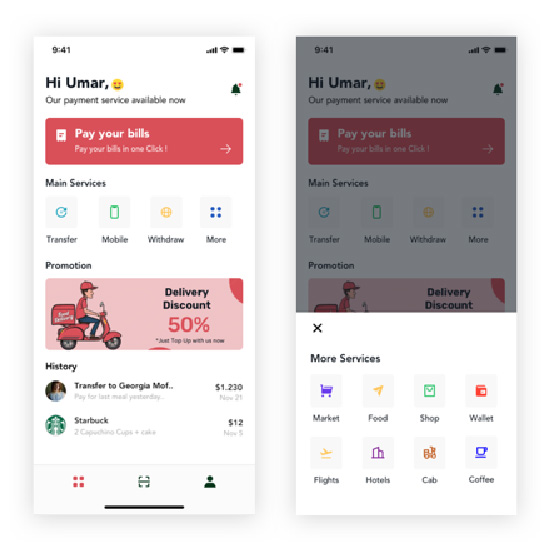 9:41
Hi Umar,
Our payment service available now
Pay your bills
Pay your bills in one Click !
Main Services
Transfer Mobile Withdraw More
Promotion
Delivery
Discount
50%
*Just Top Up with us now
History
Transfer to Georgia Mof.. $1.230
Pay for last meal yesterday.. Nov 21
Starbuck $12
2 Capuchino Cups + cake Nov 5
9:41
Hi Umar,
Our payment service available now
Pay your bills
Pay your bills in one Click !
Main Services
Transfer Mobile Withdraw More
Promotion
Delivery
Discount
More Services
Market Food Shop Wallet
Flights Hotels Cab Coffee